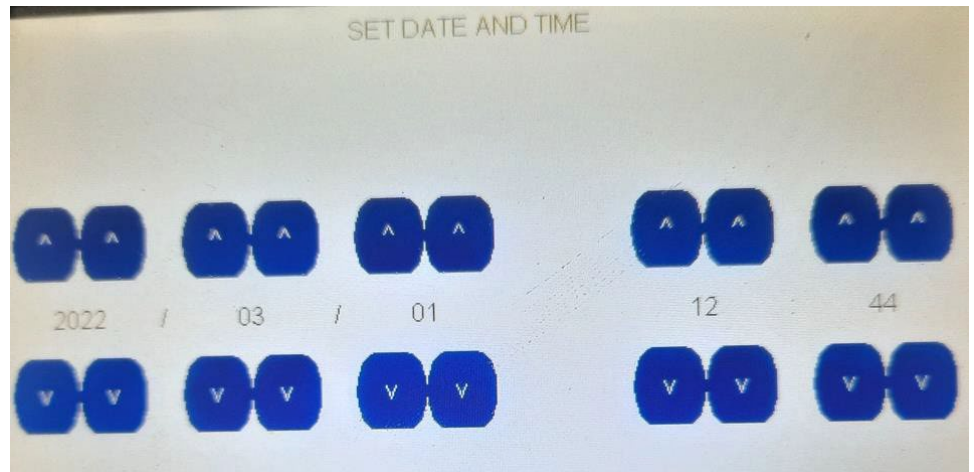 SET DATE AND TIME
^ ^ ^ ^ ^ ^ ^ ^ ^ ^
2022 / 03 / 01 12 : 44
v v v v v v v v v v